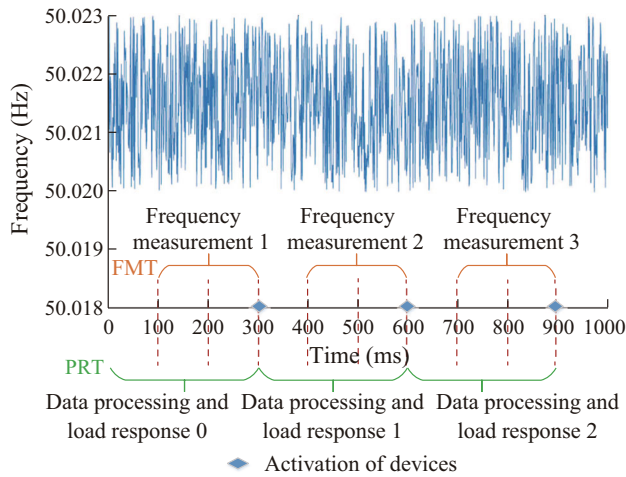 Frequency (Hz)
50.023
50.022
50.021
50.020
50.019
50.018
Frequency measurement 1
Frequency measurement 2
Frequency measurement 3
FMT
0 100 200 300 400 500 600 700 800 900 1000
Time (ms)
PRT
Data processing and load response 0
Data processing and load response 1
Data processing and load response 2
Activation of devices